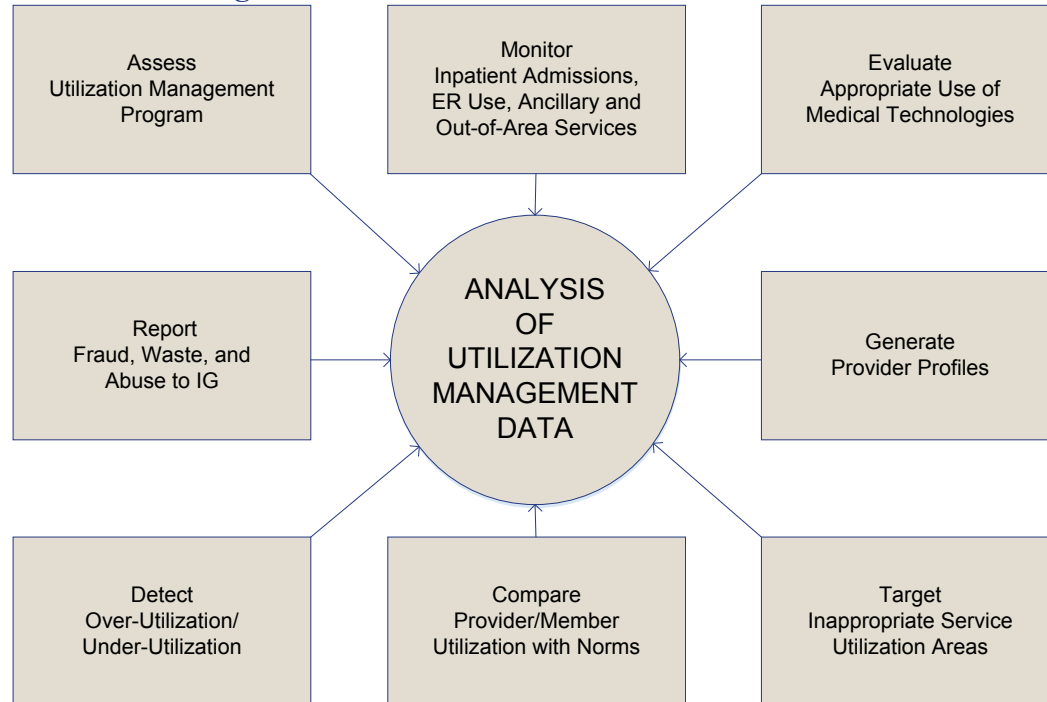 Assess
Utilization Management
Program
Monitor
Inpatient Admissions,
ER Use, Ancillary and
Out-of-Area Services
Evaluate
Appropriate Use of
Medical Technologies
Report
Fraud, Waste, and
Abuse to IG
ANALYSIS
OF
UTILIZATION
MANAGEMENT
DATA
Generate
Provider Profiles
Detect
Over-Utilization/
Under-Utilization
Compare
Provider/Member
Utilization with Norms
Target
Inappropriate Service
Utilization Areas